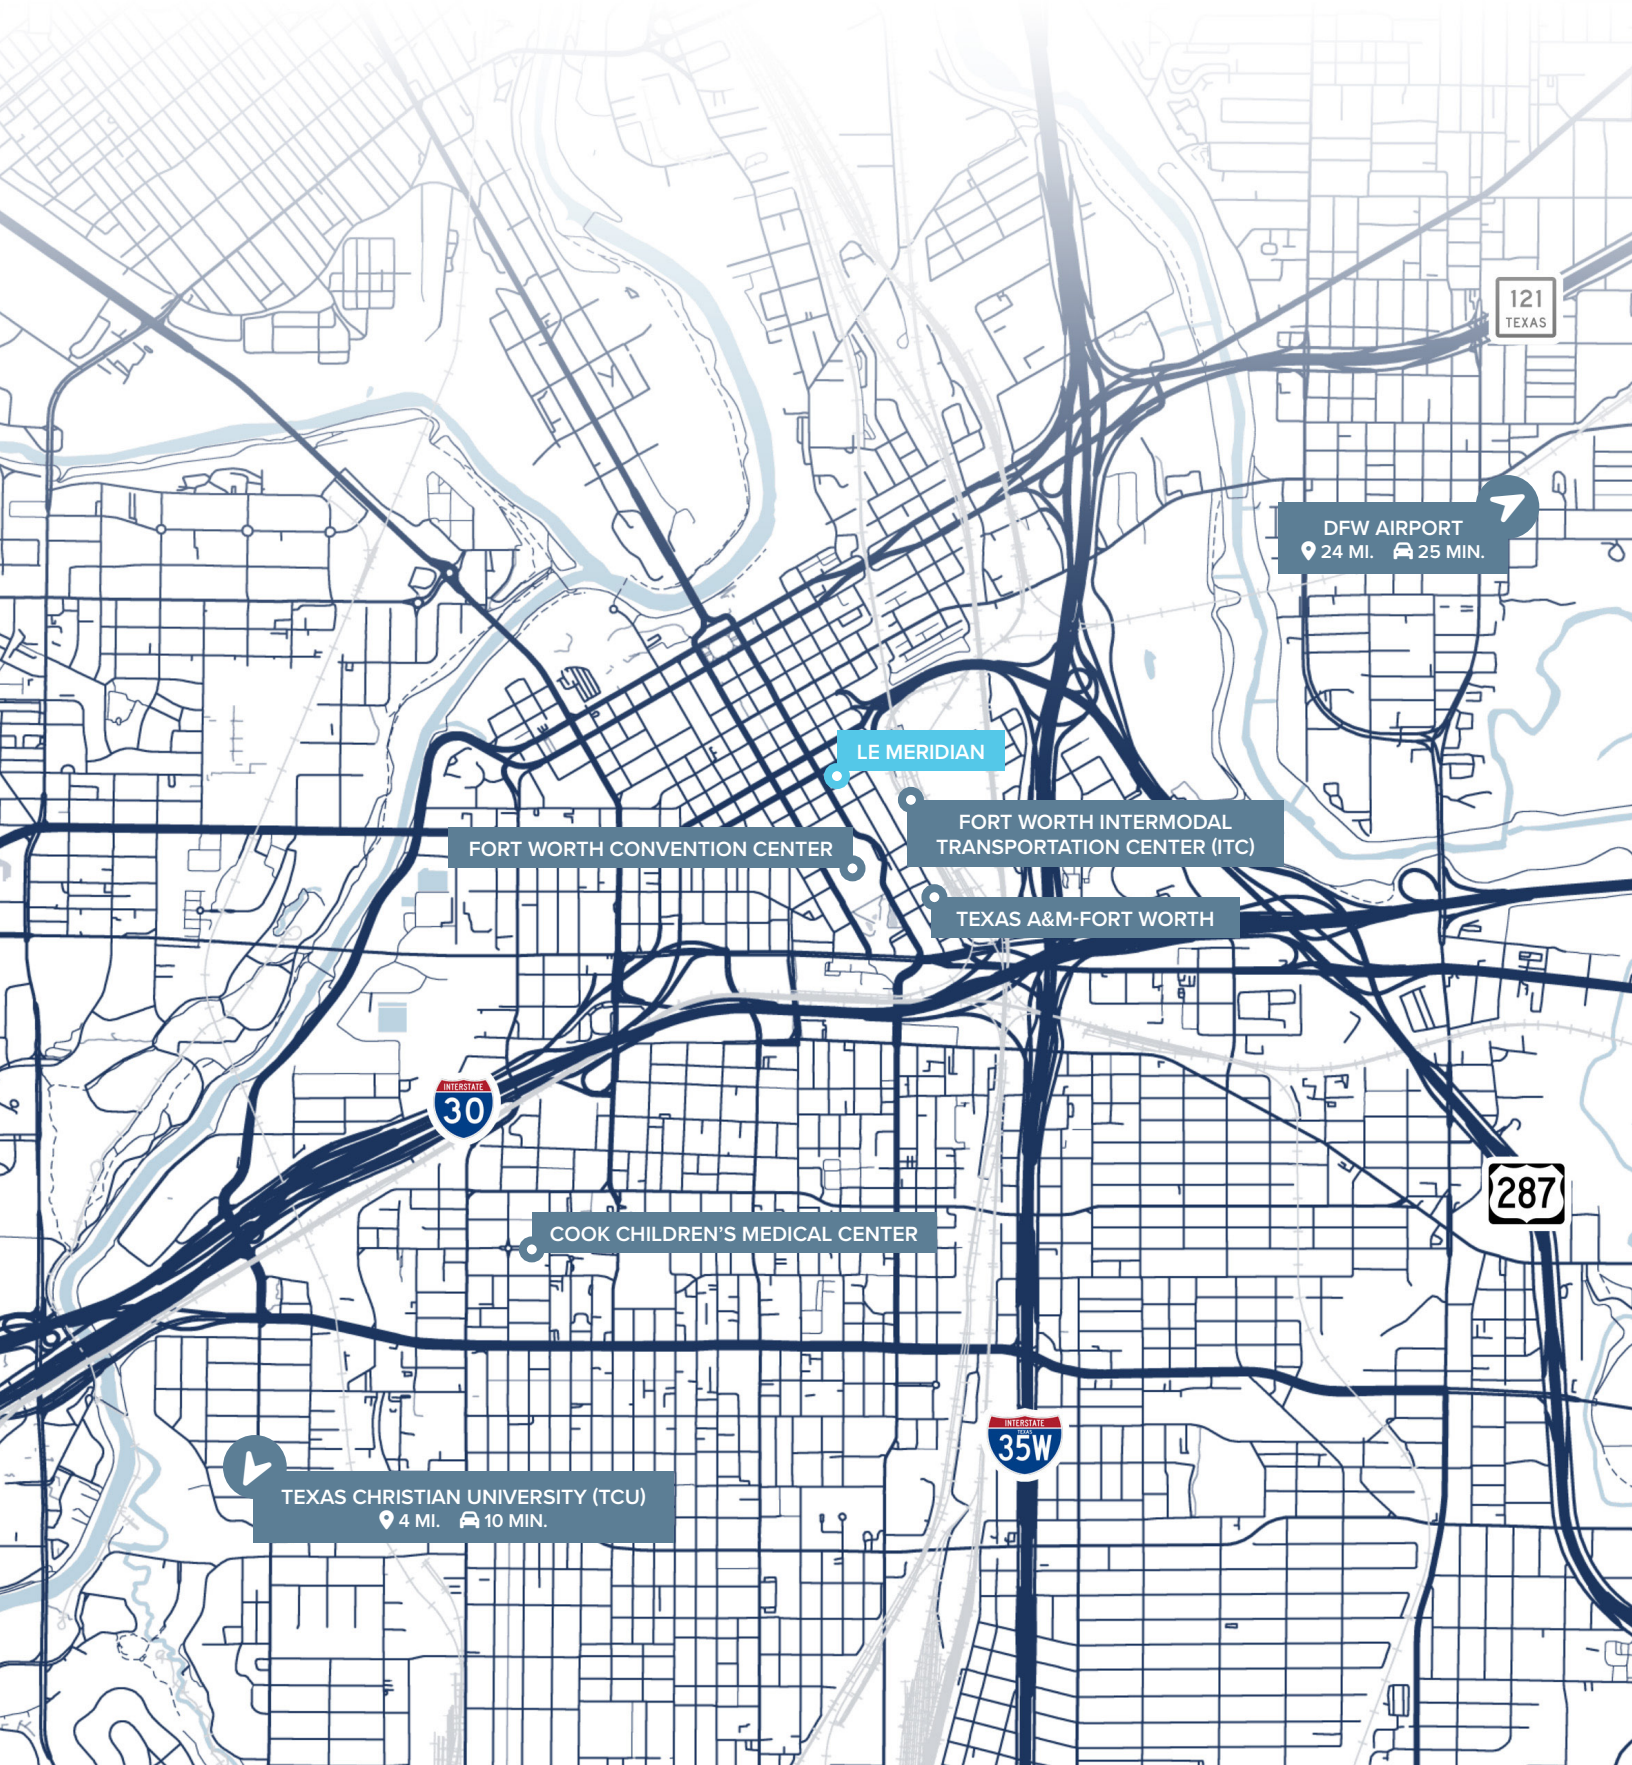 121
TEXAS
DFW AIRPORT
24 MI. 25 MIN.
LE MERIDIAN
FORT WORTH INTERMODAL
TRANSPORTATION CENTER (ITC)
FORT WORTH CONVENTION CENTER
TEXAS A&M-FORT WORTH
INTERSTATE
30
287
COOK CHILDREN'S MEDICAL CENTER
INTERSTATE
TEXAS
35W
TEXAS CHRISTIAN UNIVERSITY (TCU)
4 MI. 10 MIN.